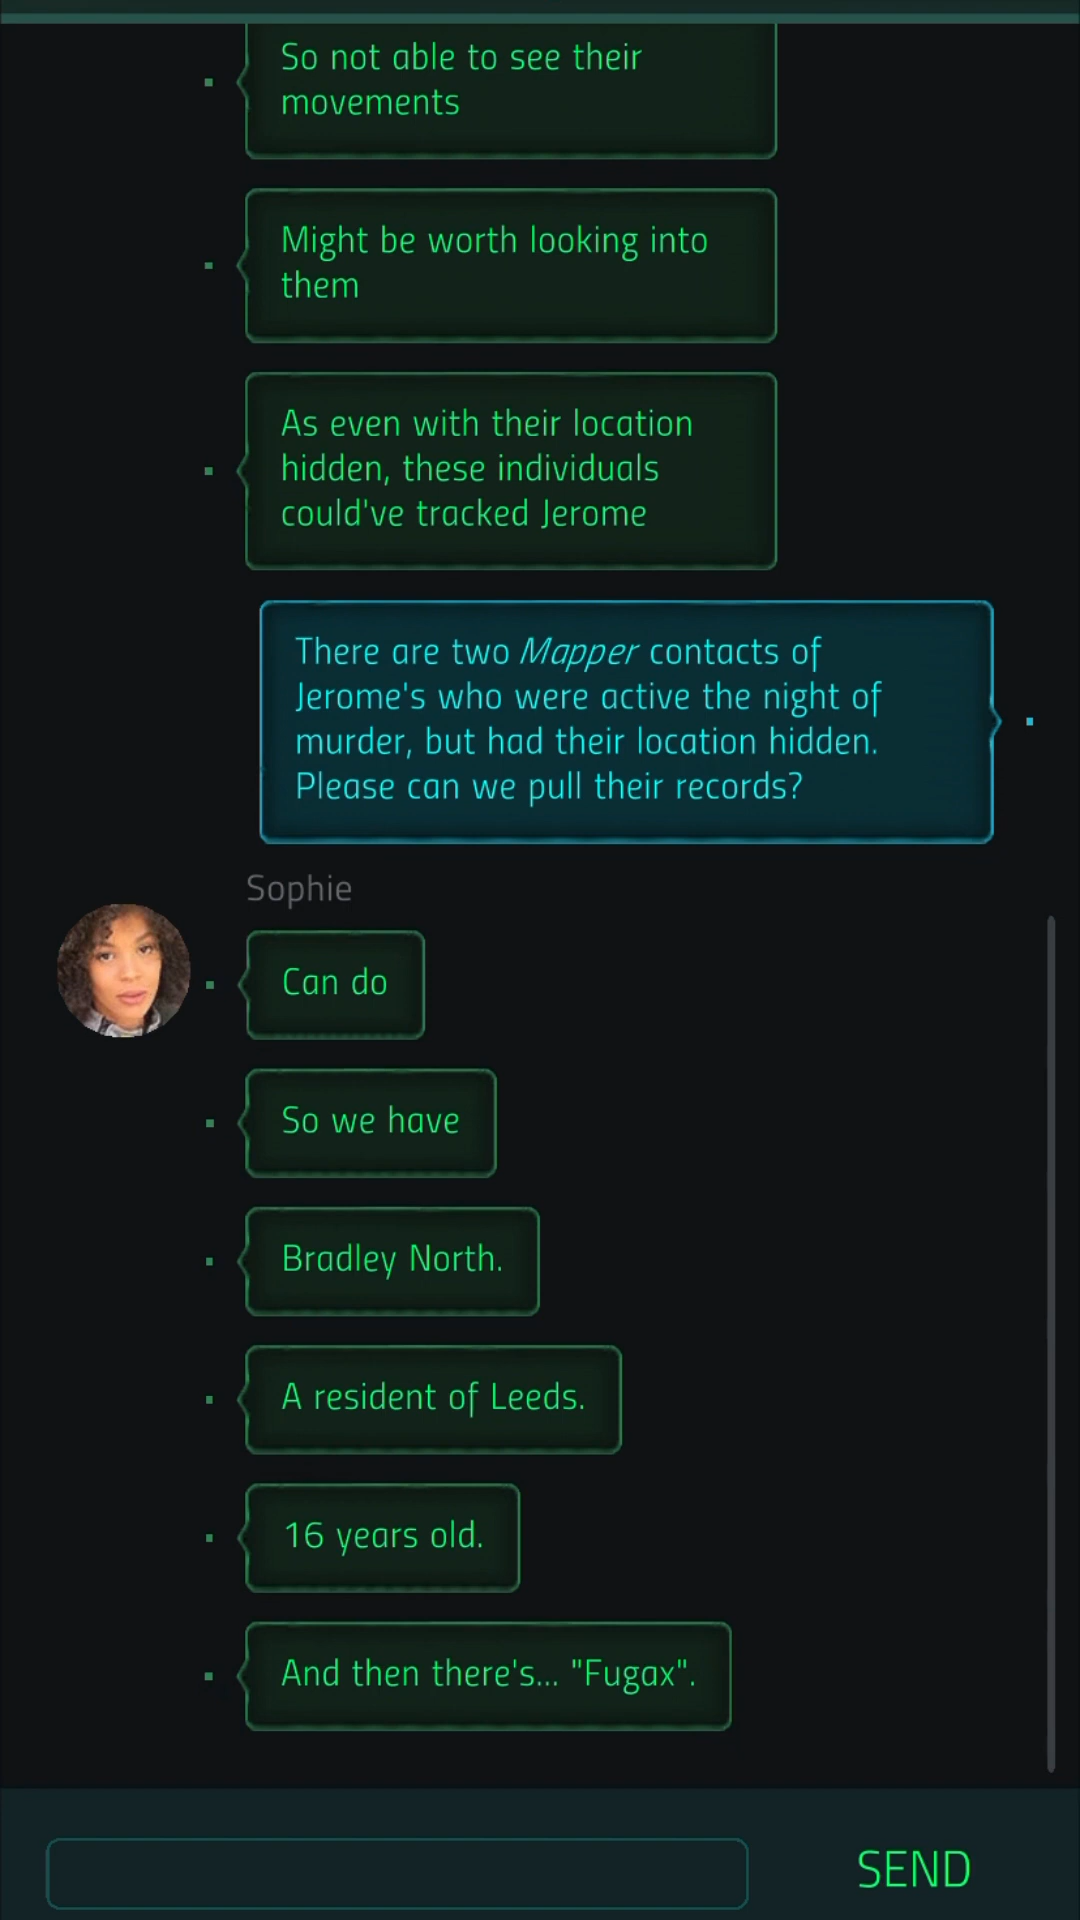 So not able to see their
movements
Might be worth looking into
them
As even with their location
hidden, these individuals
could've tracked Jerome
There are two Mapper contacts of
Jerome's who were active the night of
murder, but had their location hidden.
Please can we pull their records?
Sophie
Can do
So we have
Bradley North.
A resident of Leeds.
16 years old.
And then there's... "Fugax".
SEND